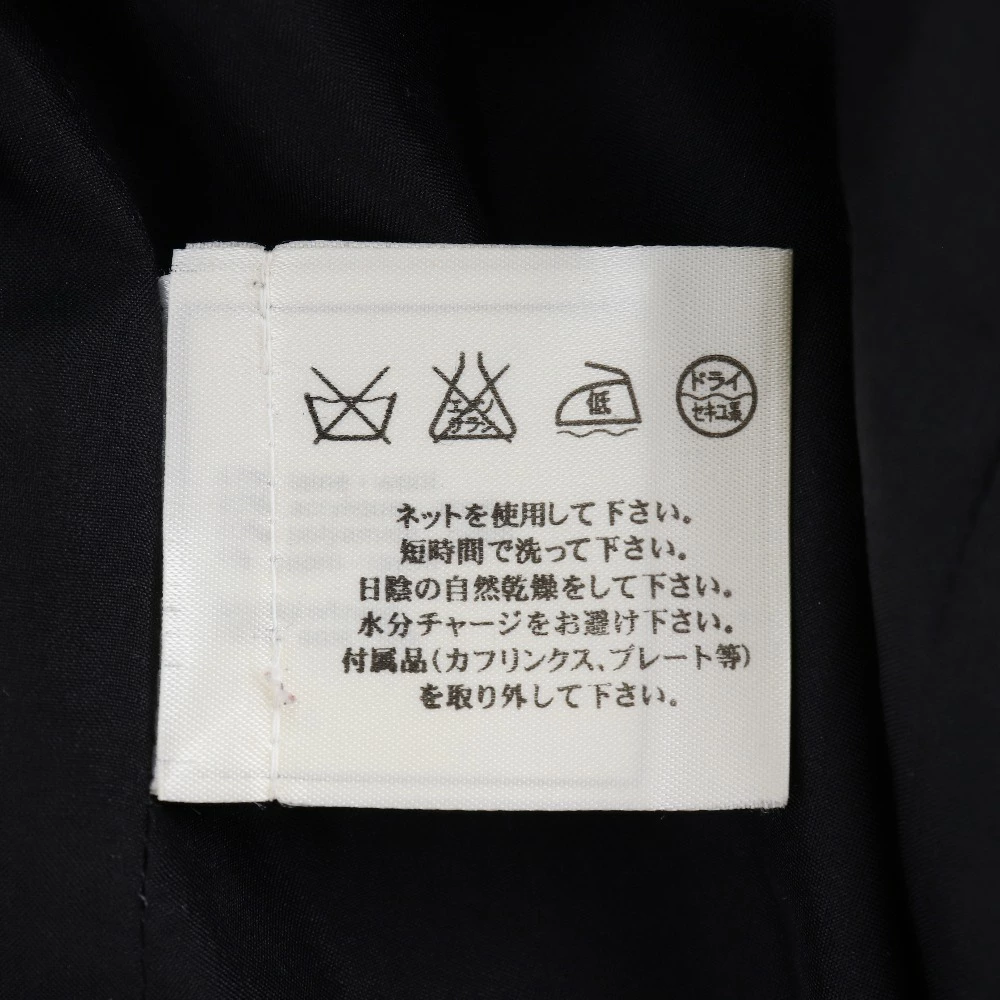 エンソ
カラス
低
ドライ
セキユ系
ネットを使用して下さい。
短時間で洗って下さい。
日陰の自然乾燥をして下さい。
水分チャージをお避け下さい。
付属品(カフリンクス、プレート等)
を取り外して下さい。